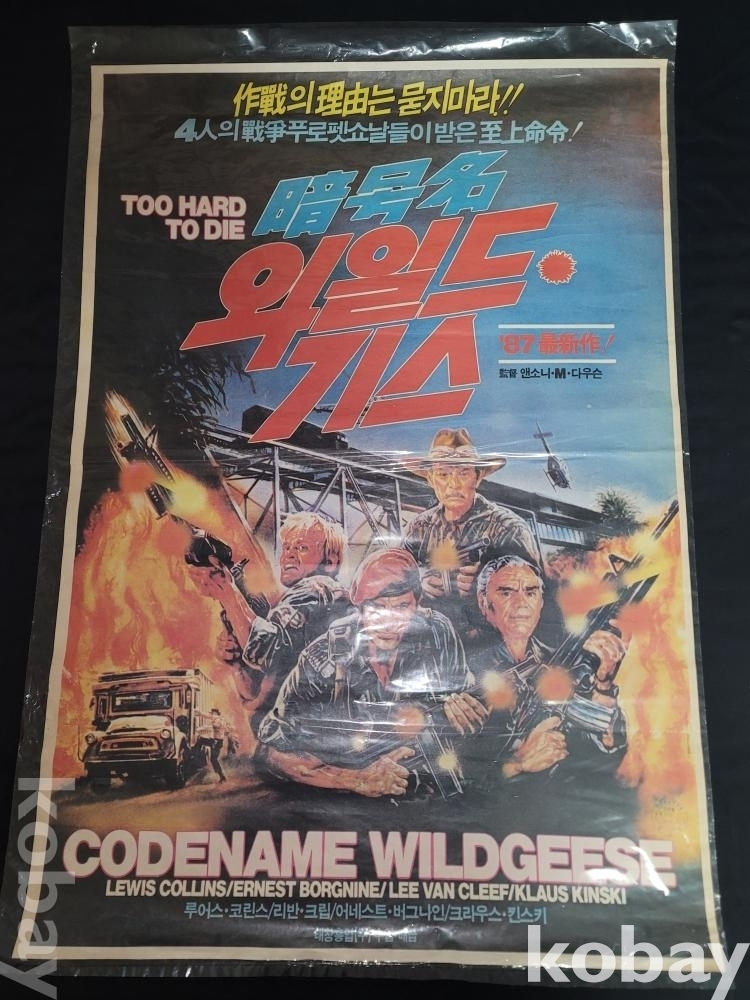 作戰의 理由는 묻지마라!!
4人의 戰爭푸로펫쇼날들이 받은 至上命令!
TOO HARD
TO DIE
暗号名
와일드
기스
'87 最新作!
監督 앤소니·M·다우슨
CODENAME WILDGEESE
LEWIS COLLINS/ERNEST BORGNINE/LEE VAN CLEEF/KLAUS KINSKI
루어스·코린스/리반·크립/어네스트·버그나인/크라우스·킨스키
kobay
kobay